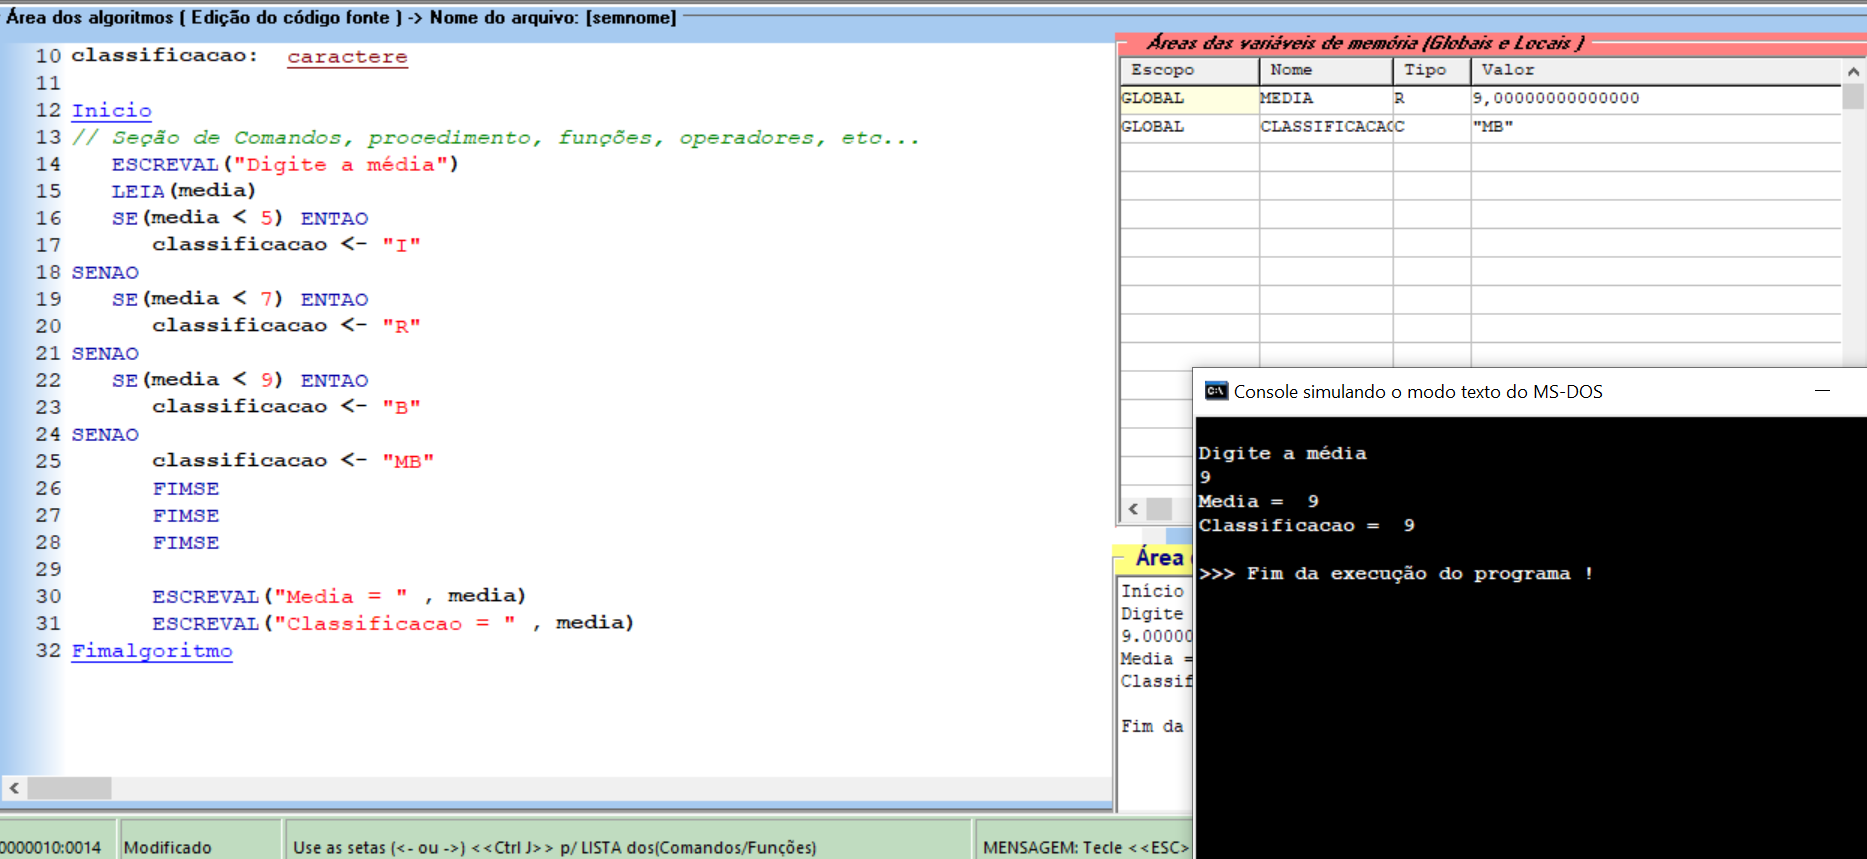 Área dos algoritmos ( Edição do código fonte ) -> Nome do arquivo: [semnome]
10 classificacao: caractere
11
12 Inicio
13 // Seção de Comandos, procedimento, funções, operadores, etc...
14 ESCREVAL("Digite a média")
15 LEIA(media)
16 SE(media < 5) ENTAO
17 classificacao <- "I"
18 SENAO
19 SE(media < 7) ENTAO
20 classificacao <- "R"
21 SENAO
22 SE(media < 9) ENTAO
23 classificacao <- "B"
24 SENAO
25 classificacao <- "MB"
26 FIMSE
27 FIMSE
28 FIMSE
29
30 ESCREVAL("Media = " , media)
31 ESCREVAL("Classificacao = " , media)
32 Fimalgoritmo
Áreas das variáveis de memória (Globais e Locais )
Escopo Nome Tipo Valor
GLOBAL MEDIA R 9,00000000000000
GLOBAL CLASSIFICACAO C "MB"
Console simulando o modo texto do MS-DOS
Digite a média
9
Media = 9
Classificacao = 9
>>> Fim da execução do programa !
Área
Início
Digite
9.00000
Media =
Classif
Fim da
0000010:0014 Modificado Use as setas (<- ou ->) <<Ctrl J>> p/ LISTA dos(Comandos/Funções) MENSAGEM: Tecle <<ESC>